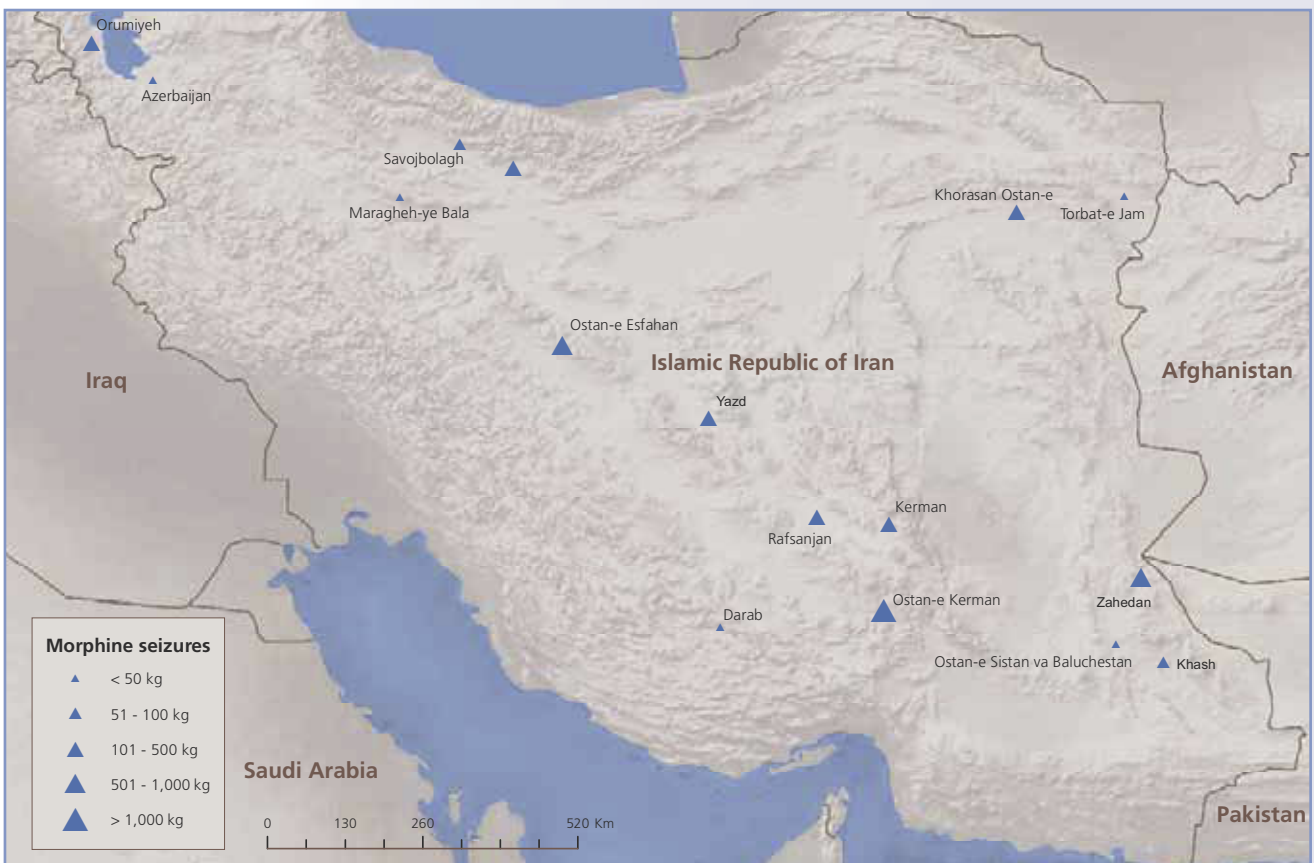 Orumiyeh
Azerbaijan
Savojbolagh
Maragheh-ye Bala
Khorasan Ostan-e
Torbat-e Jam
Ostan-e Esfahan
Islamic Republic of Iran
Afghanistan
Iraq
Yazd
Kerman
Rafsanjan
Ostan-e Kerman
Zahedan
Darab
Ostan-e Sistan va Baluchestan
Khash
Saudi Arabia
Pakistan
Morphine seizures
< 50 kg
51 - 100 kg
101 - 500 kg
501 - 1,000 kg
> 1,000 kg
0 130 260 520 Km